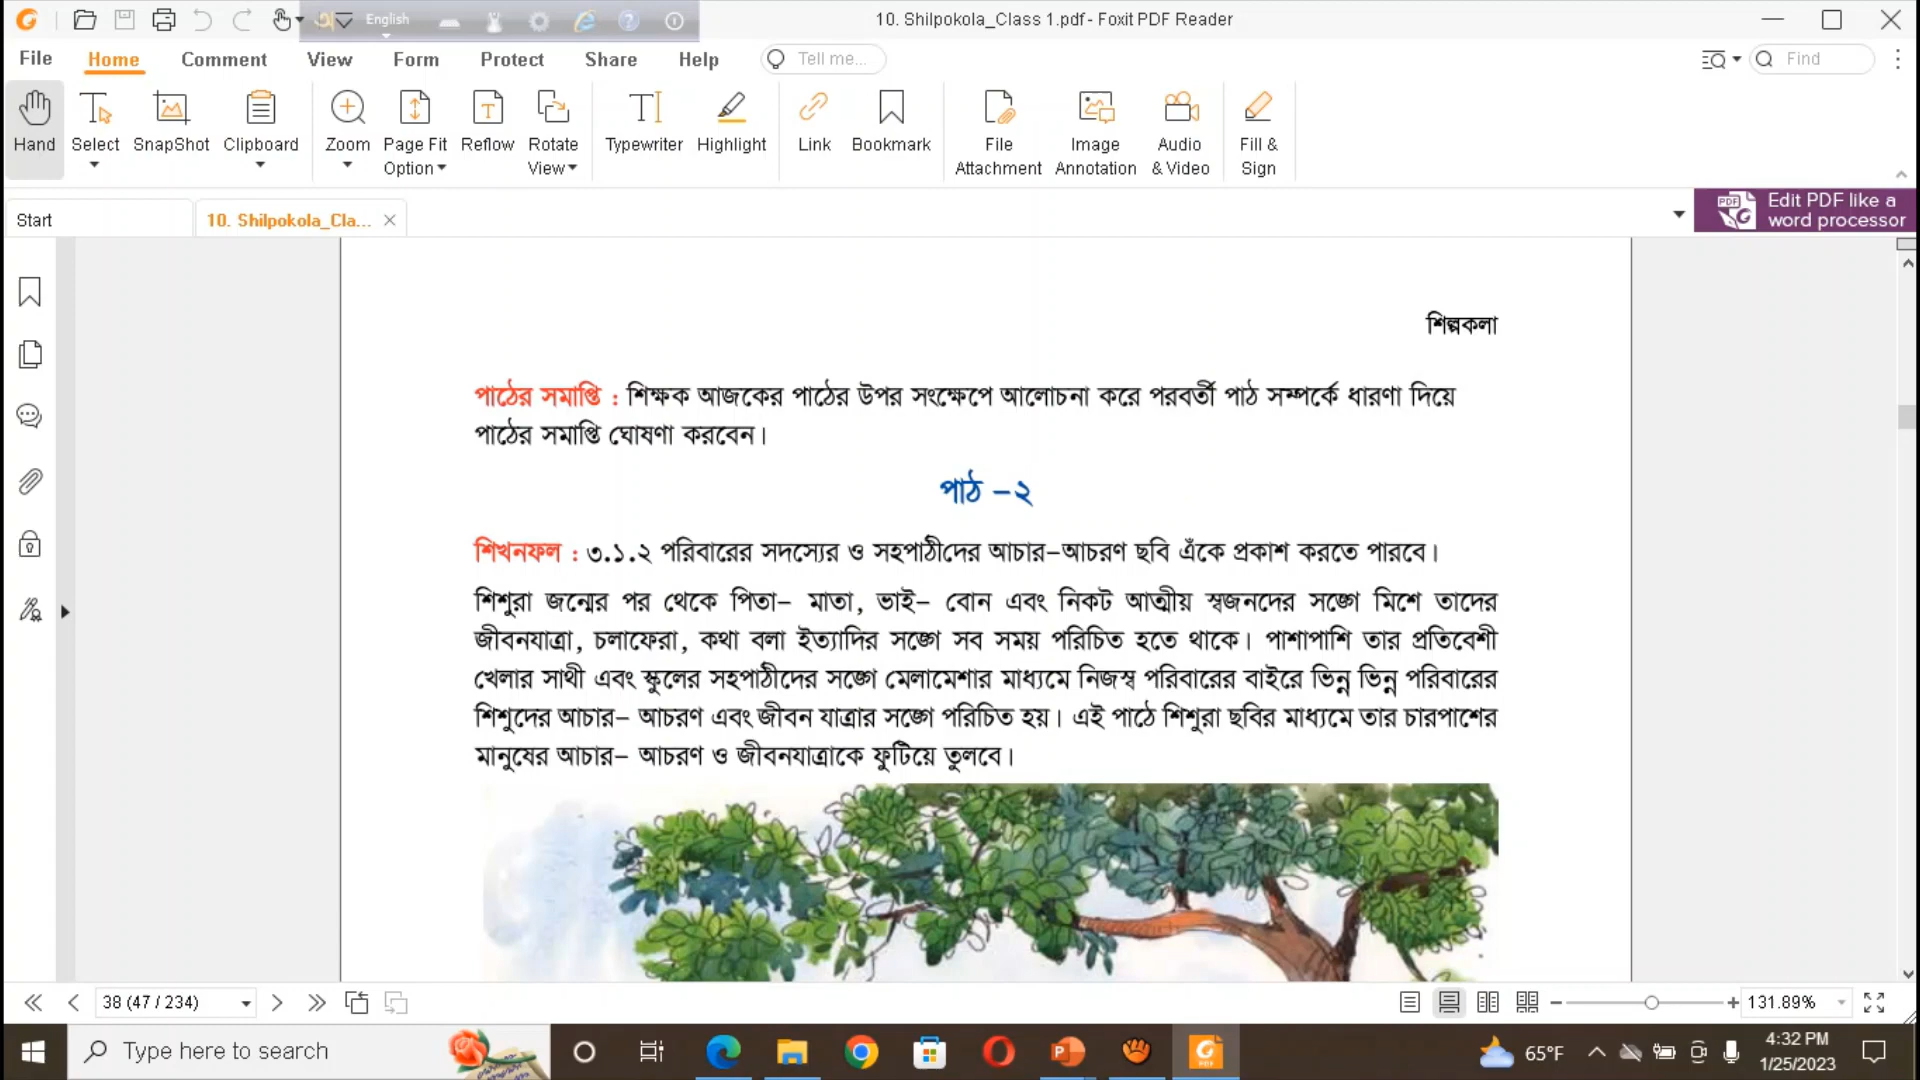 English
10. Shilpokola_Class 1.pdf - Foxit PDF Reader
File Home Comment View Form Protect Share Help Tell me... Find
Hand Select SnapShot Clipboard Zoom Page Fit Option Reflow Rotate View Typewriter Highlight Link Bookmark File Attachment Image Annotation Audio & Video Fill & Sign
Start 10. Shilpokola_Cla... Edit PDF like a
word processor
শিল্পকলা
পাঠের সমাপ্তি : শিক্ষক আজকের পাঠের উপর সংক্ষেপে আলোচনা করে পরবর্তী পাঠ সম্পর্কে ধারণা দিয়ে
পাঠের সমাপ্তি ঘোষণা করবেন।
পাঠ –২
শিখনফল : ৩.১.২ পরিবারের সদস্যের ও সহপাঠীদের আচার–আচরণ ছবি এঁকে প্রকাশ করতে পারবে।
শিশুরা জন্মের পর থেকে পিতা– মাতা, ভাই– বোন এবং নিকট আত্মীয় স্বজনদের সঙ্গে মিশে তাদের
জীবনযাত্রা, চলাফেরা, কথা বলা ইত্যাদির সঙ্গে সব সময় পরিচিত হতে থাকে। পাশাপাশি তার প্রতিবেশী
খেলার সাথী এবং স্কুলের সহপাঠীদের সঙ্গে মেলামেশার মাধ্যমে নিজস্ব পরিবারের বাইরে ভিন্ন ভিন্ন পরিবারের
শিশুদের আচার– আচরণ এবং জীবন যাত্রার সঙ্গে পরিচিত হয়। এই পাঠে শিশুরা ছবির মাধ্যমে তার চারপাশের
মানুষের আচার– আচরণ ও জীবনযাত্রাকে ফুটিয়ে তুলবে।
38 (47 / 234) 131.89%
Type here to search 65°F 4:32 PM
1/25/2023